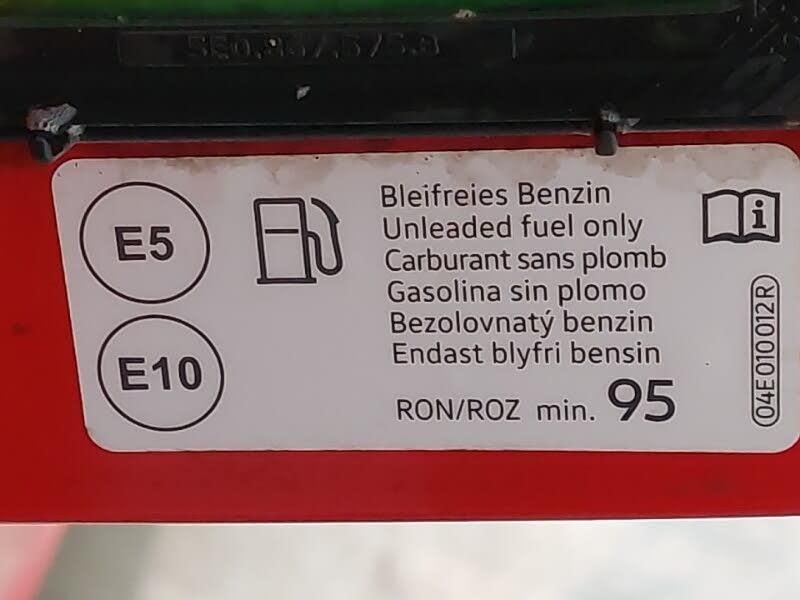 E5
E10
Bleifreies Benzin
Unleaded fuel only
Carburant sans plomb
Gasolina sin plomo
Bezolovnatý benzin
Endast blyfri bensin
RON/ROZ min. 95
i
04E010012R